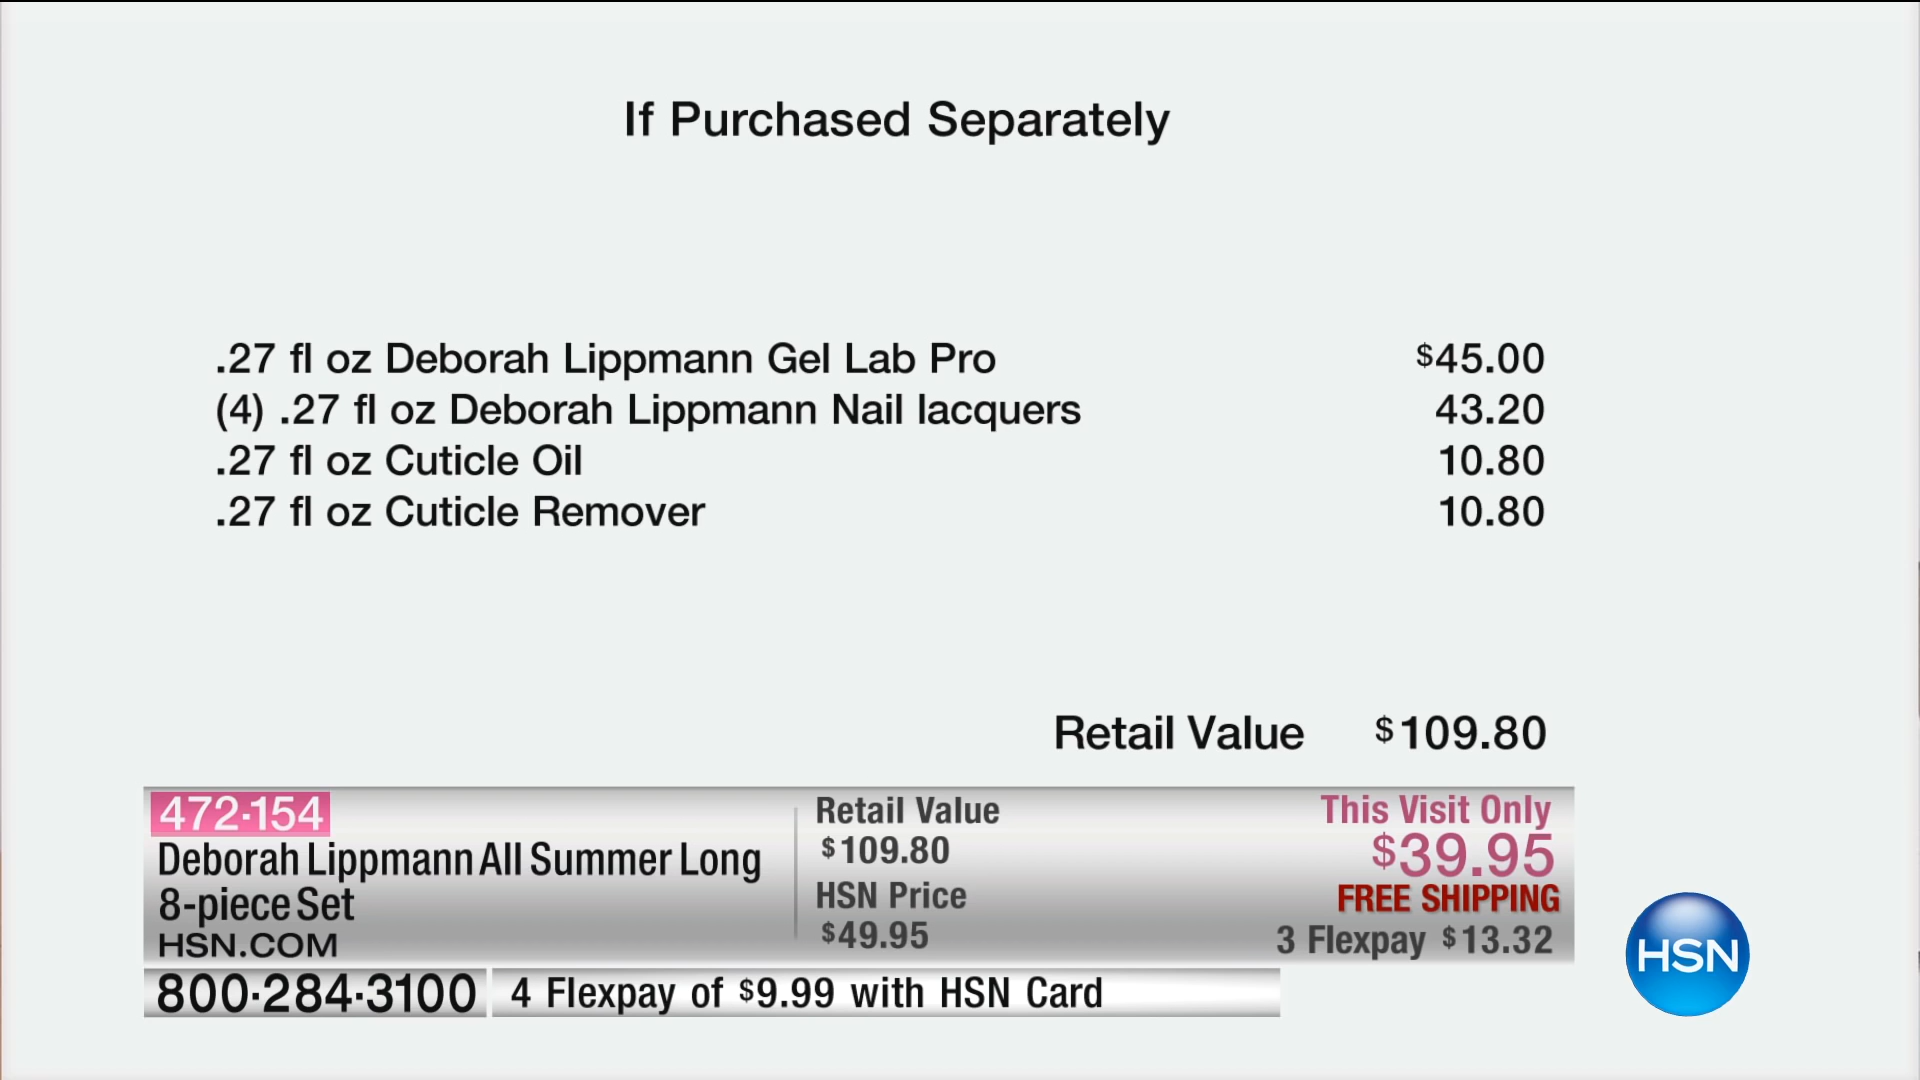 If Purchased Separately
.27 fl oz Deborah Lippmann Gel Lab Pro $45.00
(4) .27 fl oz Deborah Lippmann Nail lacquers 43.20
.27 fl oz Cuticle Oil 10.80
.27 fl oz Cuticle Remover 10.80
Retail Value $109.80
472-154
Deborah Lippmann All Summer Long
8-piece Set
HSN.COM
Retail Value
$109.80
HSN Price
$49.95
This Visit Only
$39.95
FREE SHIPPING
3 Flexpay $13.32
800·284·3100
4 Flexpay of $9.99 with HSN Card
HSN